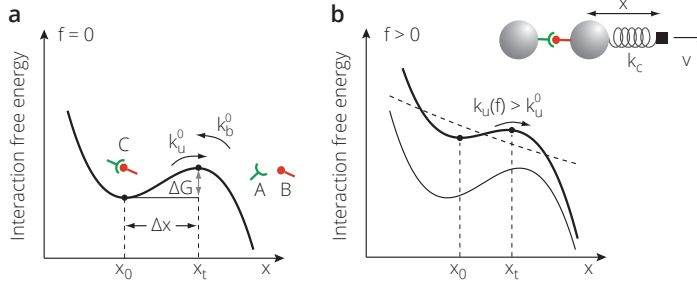 a
f = 0
Interaction free energy
C
k_u^0
k_b^0
ΔG
A
B
Δx
x_0
x_t
x
b
f > 0
Interaction free energy
x
k_c
v
k_u(f) > k_u^0
x_0
x_t
x